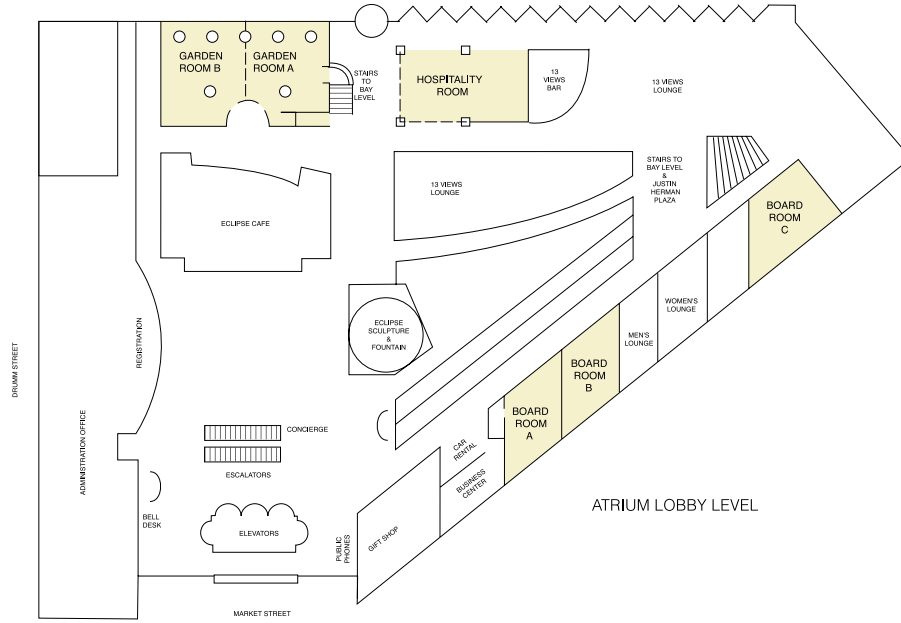 GARDEN
ROOM B
GARDEN
ROOM A
STAIRS
TO
BAY
LEVEL
HOSPITALITY
ROOM
13
VIEWS
BAR
13 VIEWS
LOUNGE
STAIRS TO
BAY LEVEL
&
JUSTIN
HERMAN
PLAZA
13 VIEWS
LOUNGE
ECLIPSE CAFE
BOARD
ROOM
C
WOMEN'S
LOUNGE
MEN'S
LOUNGE
ECLIPSE
SCULPTURE
&
FOUNTAIN
REGISTRATION
DRUMM STREET
BOARD
ROOM
B
BOARD
ROOM
A
CONCIERGE
ESCALATORS
ADMINISTRATION OFFICE
CAR
RENTAL
BUSINESS
CENTER
BELL
DESK
ELEVATORS
PUBLIC
PHONES
GIFT SHOP
ATRIUM LOBBY LEVEL
MARKET STREET